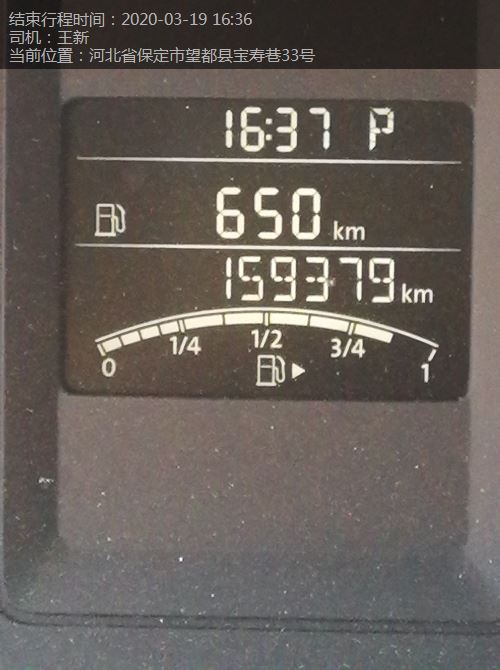 结束行程时间：2020-03-19 16:36
司机：王新
当前位置：河北省保定市望都县宝寿巷33号
16:37 P
650 km
159379 km
0 1/4 1/2 3/4 1